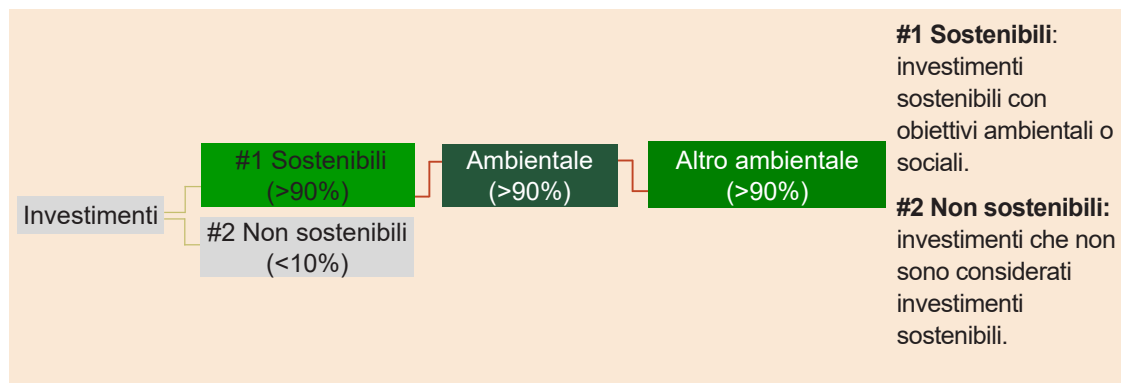 Investimenti
#1 Sostenibili
(>90%)
#2 Non sostenibili
(<10%)
Ambientale
(>90%)
Altro ambientale
(>90%)
#1 Sostenibili:
investimenti
sostenibili con
obiettivi ambientali o
sociali.
#2 Non sostenibili:
investimenti che non
sono considerati
investimenti
sostenibili.